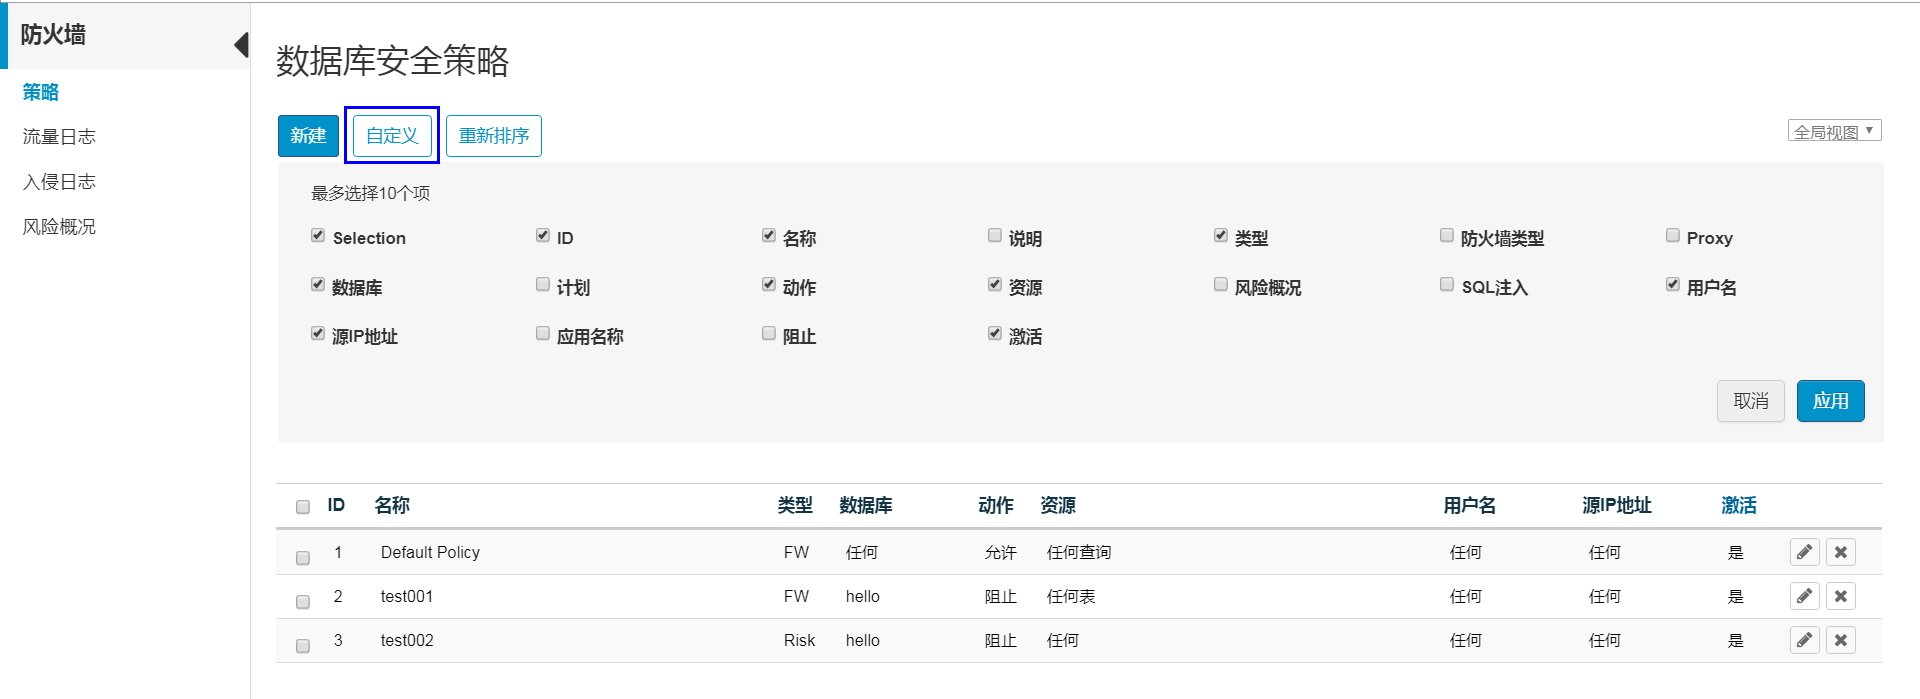 防火墙
策略
流量日志
入侵日志
风险概况
数据库安全策略
新建 自定义 重新排序 全局视图
最多选择10个项
Selection ID 名称 说明 类型 防火墙类型 Proxy
数据库 计划 动作 资源 风险概况 SQL注入 用户名
源IP地址 应用名称 阻止 激活
取消 应用
ID 名称 类型 数据库 动作 资源 用户名 源IP地址 激活
1 Default Policy FW 任何 允许 任何查询 任何 任何 是
2 test001 FW hello 阻止 任何表 任何 任何 是
3 test002 Risk hello 阻止 任何 任何 任何 是